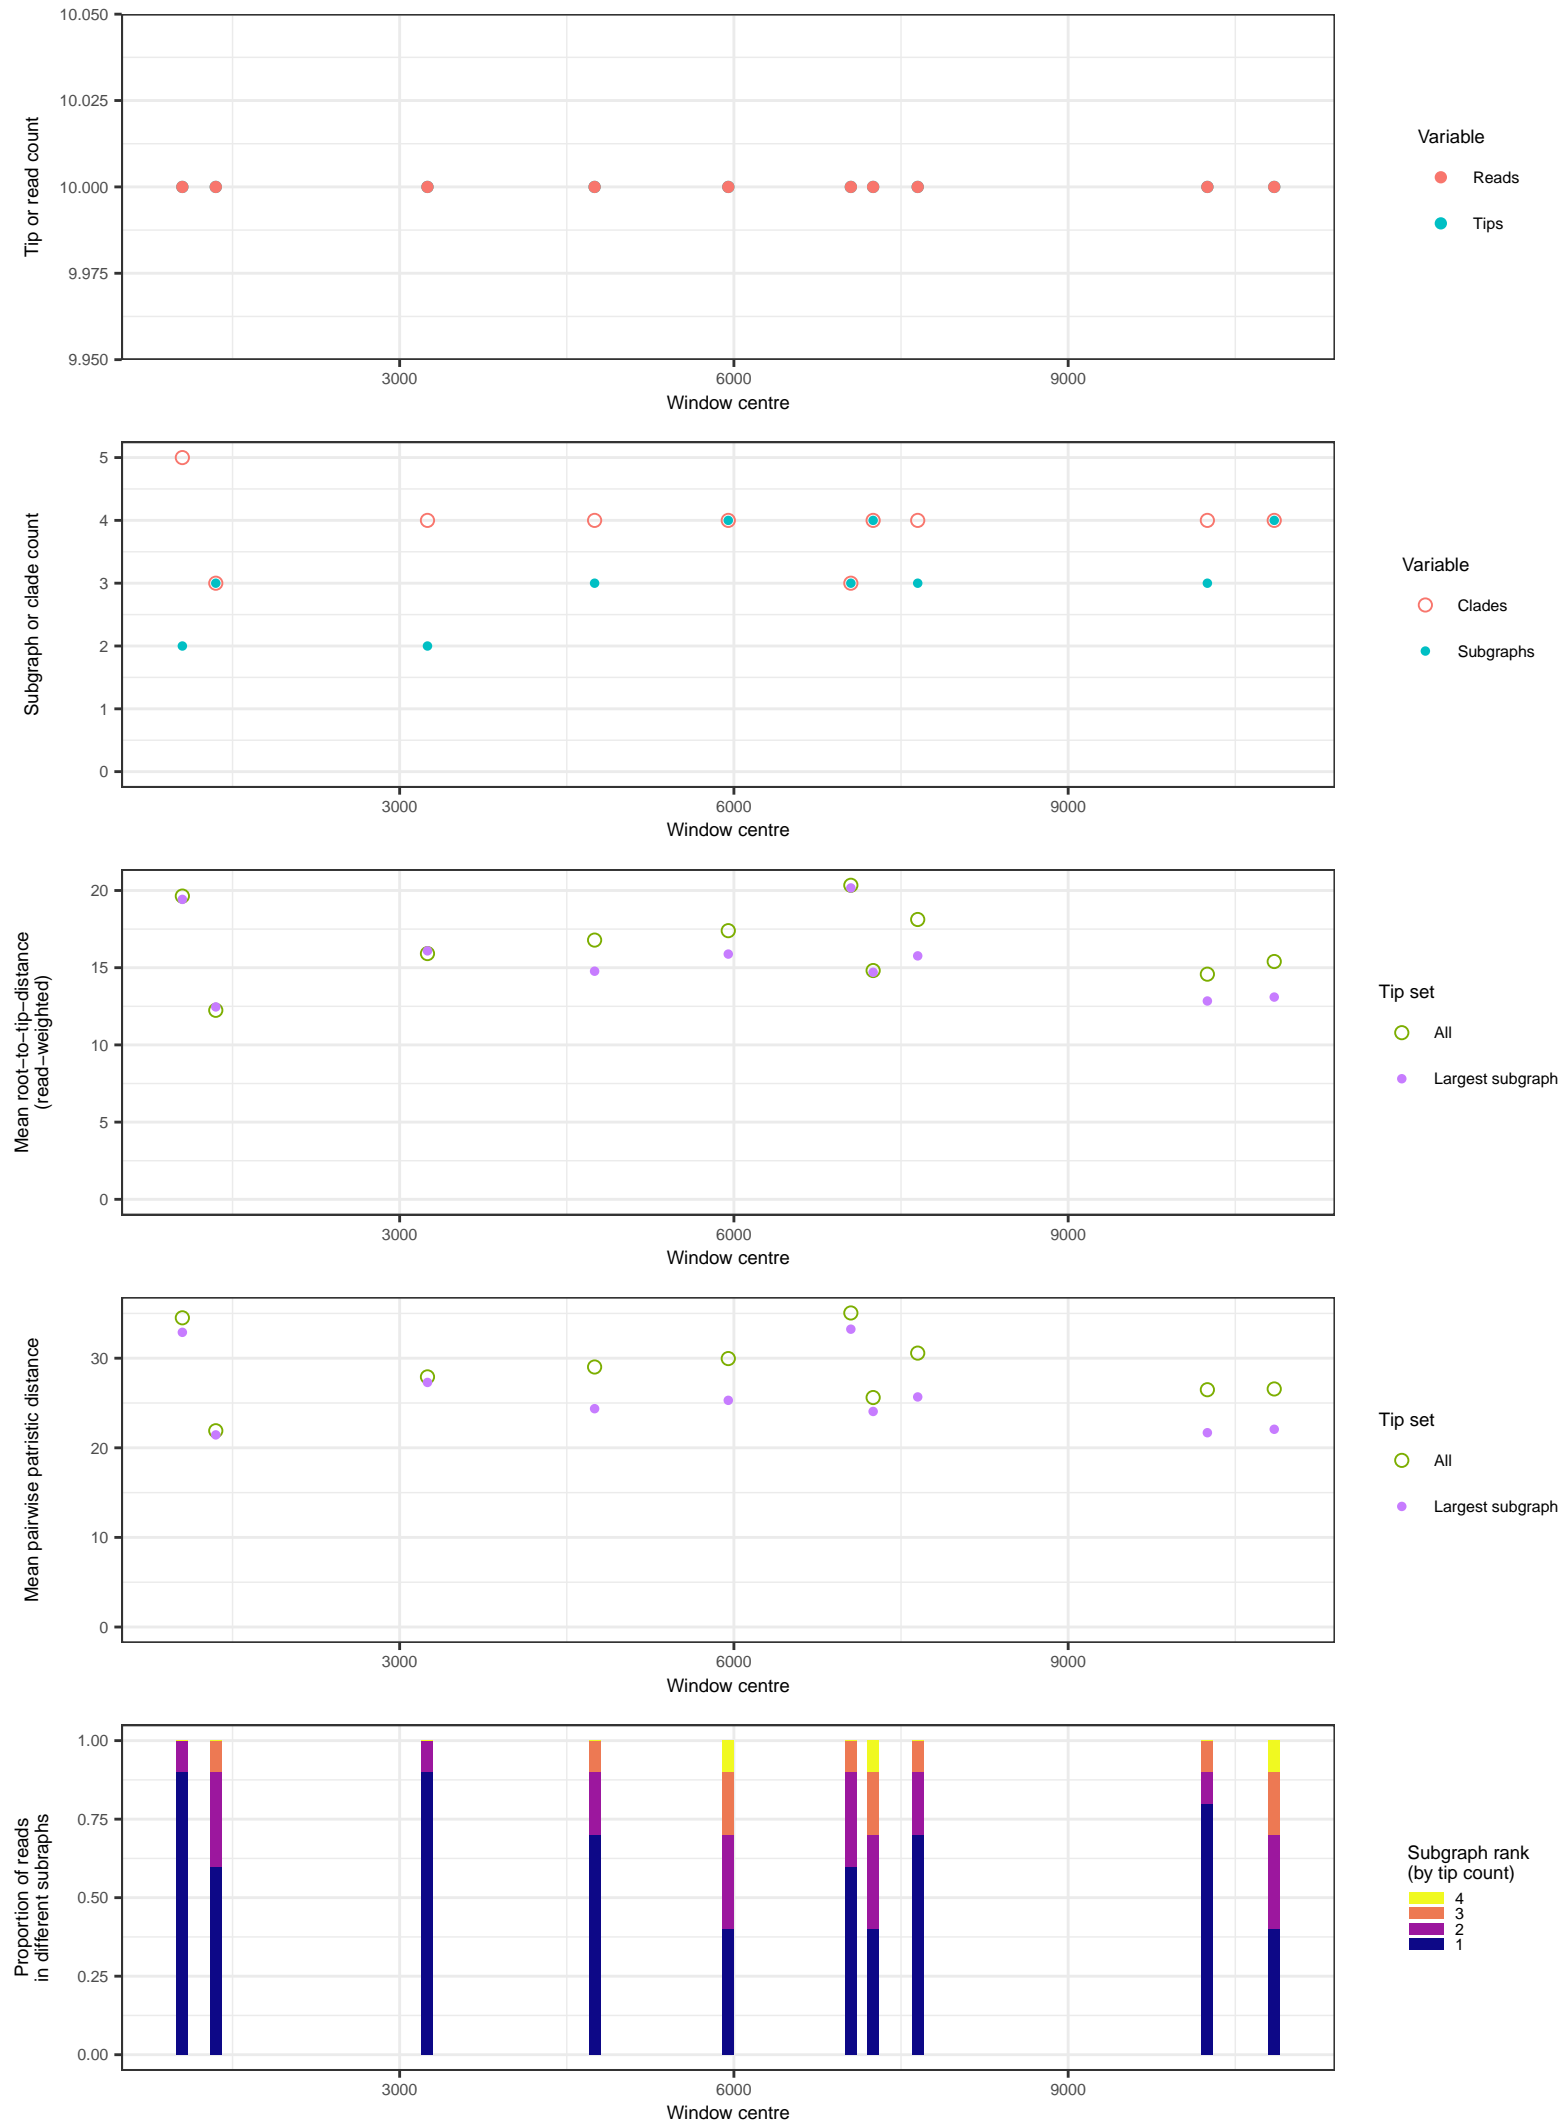 10.050
10.025
10.000
9.975
9.950
Tip or read count
3000 6000 9000
Window centre
Variable
Reads
Tips
5
4
3
2
1
0
Subgraph or clade count
3000 6000 9000
Window centre
Variable
Clades
Subgraphs
20
15
10
5
0
Mean root−to−tip−distance
(read−weighted)
3000 6000 9000
Window centre
Tip set
All
Largest subgraph
30
20
10
0
Mean pairwise patristic distance
3000 6000 9000
Window centre
Tip set
All
Largest subgraph
1.00
0.75
0.50
0.25
0.00
Proportion of reads
in different subraphs
3000 6000 9000
Window centre
Subgraph rank
(by tip count)
4
3
2
1